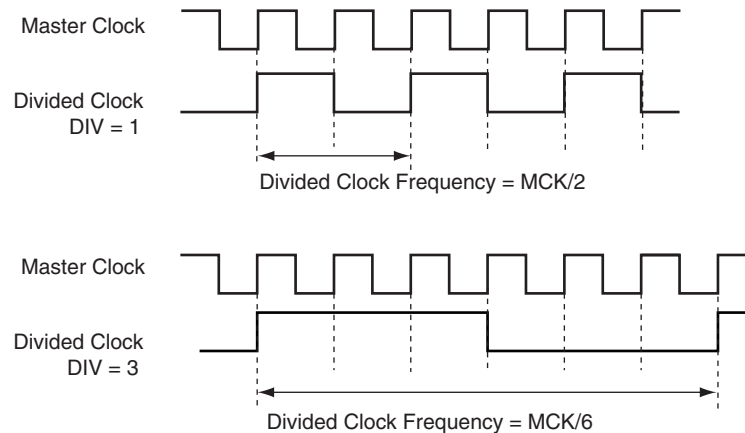 Master Clock
Divided Clock
DIV = 1
Divided Clock Frequency = MCK/2
Master Clock
Divided Clock
DIV = 3
Divided Clock Frequency = MCK/6